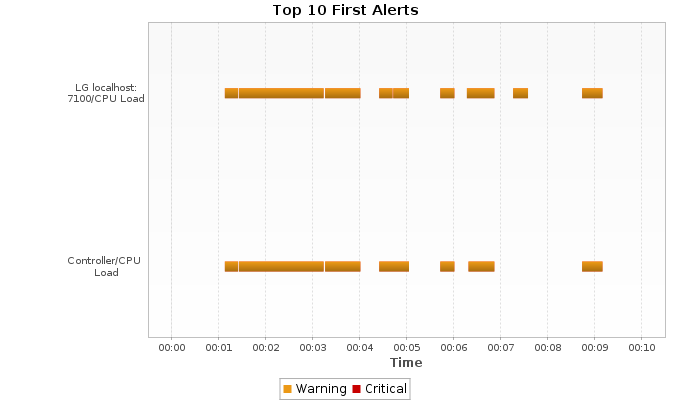 Top 10 First Alerts
LG localhost:
7100/CPU Load
Controller/CPU
Load
00:00 00:01 00:02 00:03 00:04 00:05 00:06 00:07 00:08 00:09 00:10
Time
Warning Critical